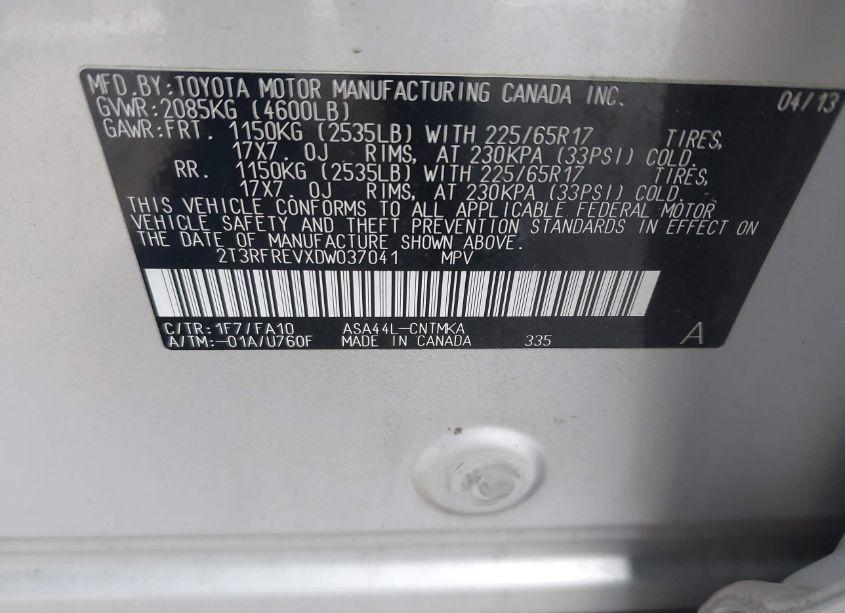 MFD.BY:TOYOTA MOTOR MANUFACTURING CANADA INC. 04/13
GVWR:2085KG (4600LB)
GAWR:FRT. 1150KG (2535LB) WITH 225/65R17 TIRES,
17X7.0J RIMS, AT 230KPA (33PSI) COLD.
RR. 1150KG (2535LB) WITH 225/65R17 TIRES,
17X7.0J RIMS, AT 230KPA (33PSI) COLD.
THIS VEHICLE CONFORMS TO ALL APPLICABLE FEDERAL MOTOR
VEHICLE SAFETY AND THEFT PREVENTION STANDARDS IN EFFECT ON
THE DATE OF MANUFACTURE SHOWN ABOVE.
2T3RFREVXDW037041 MPV
C/TR:1F7/FA10 ASA44L-CNTMKA
A/TM:-01A/U760F MADE IN CANADA 335 A